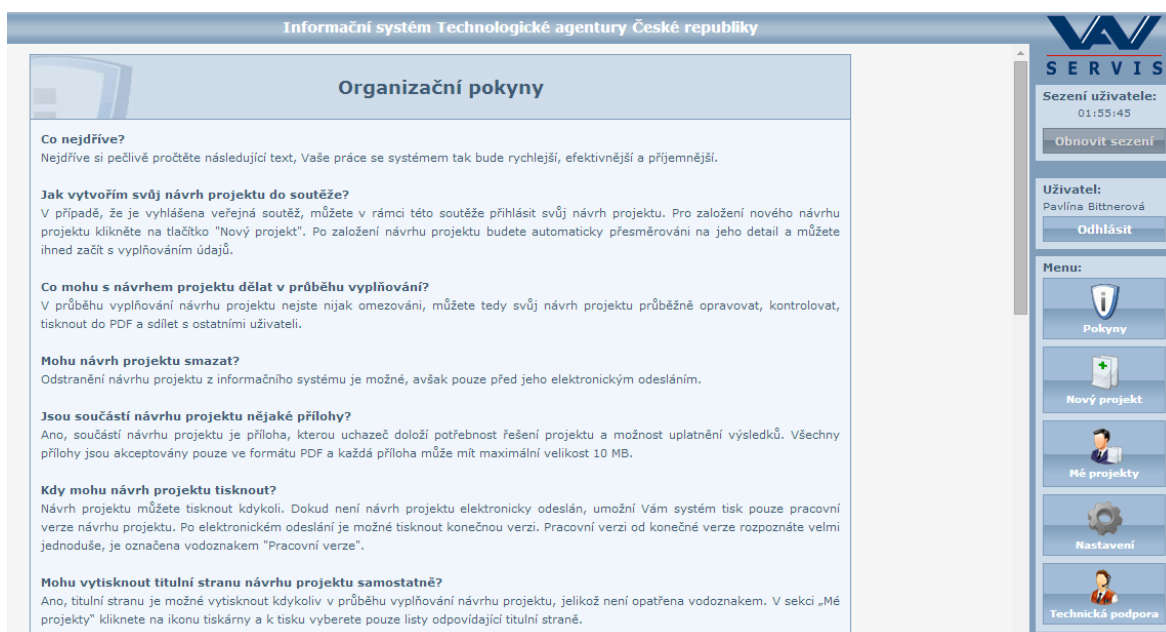 Informační systém Technologické agentury České republiky
Organizační pokyny
Co nejdříve?
Nejdříve si pečlivě pročtěte následující text, Vaše práce se systémem tak bude rychlejší, efektivnější a příjemnější.
Jak vytvořím svůj návrh projektu do soutěže?
V případě, že je vyhlášena veřejná soutěž, můžete v rámci této soutěže přihlásit svůj návrh projektu. Pro založení nového návrhu
projektu klikněte na tlačítko "Nový projekt". Po založení návrhu projektu budete automaticky přesměrováni na jeho detail a můžete
ihned začít s vyplňováním údajů.
Co mohu s návrhem projektu dělat v průběhu vyplňování?
V průběhu vyplňování návrhu projektu nejste nijak omezováni, můžete tedy svůj návrh projektu průběžně opravovat, kontrolovat,
tisknout do PDF a sdílet s ostatními uživateli.
Mohu návrh projektu smazat?
Odstranění návrhu projektu z informačního systému je možné, avšak pouze před jeho elektronickým odesláním.
Jsou součástí návrhu projektu nějaké přílohy?
Ano, součástí návrhu projektu je příloha, kterou uchazeč doloží potřebnost řešení projektu a možnost uplatnění výsledků. Všechny
přílohy jsou akceptovány pouze ve formátu PDF a každá příloha může mít maximální velikost 10 MB.
Kdy mohu návrh projektu tisknout?
Návrh projektu můžete tisknout kdykoli. Dokud není návrh projektu elektronicky odeslán, umožní Vám systém tisk pouze pracovní
verze návrhu projektu. Po elektronickém odeslání je možné tisknout konečnou verzi. Pracovní verzi od konečné verze rozpoznáte velmi
jednoduše, je označena vodoznakem "Pracovní verze".
Mohu vytisknout titulní stranu návrhu projektu samostatně?
Ano, titulní stranu je možné vytisknout kdykoliv v průběhu vyplňování návrhu projektu, jelikož není opatřena vodoznakem. V sekci „Mé
projekty" kliknete na ikonu tiskárny a k tisku vyberete pouze listy odpovídající titulní straně.
VAV
SERVIS
Sezení uživatele:
01:55:45
Obnovit sezení
Uživatel:
Pavlína Bittnerová
Odhlásit
Menu:
Pokyny
Nový projekt
Mé projekty
Nastavení
Technická podpora